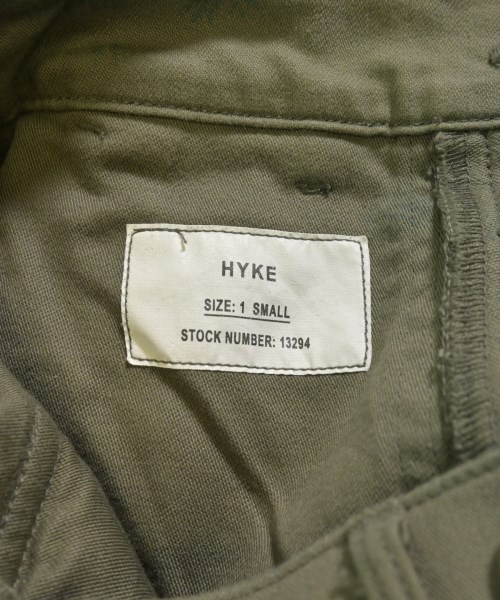 HYKE
SIZE: 1 SMALL
STOCK NUMBER: 13294